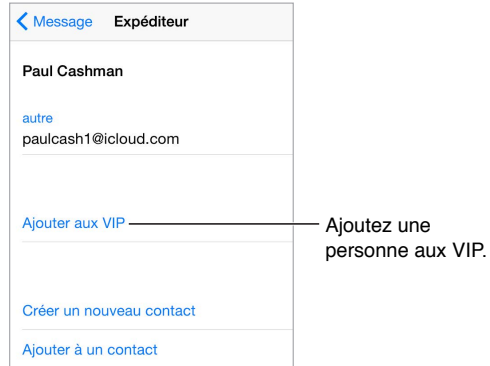 Message Expéditeur
Paul Cashman
autre
paulcash1@icloud.com
Ajouter aux VIP
Ajoutez une
personne aux VIP.
Créer un nouveau contact
Ajouter à un contact